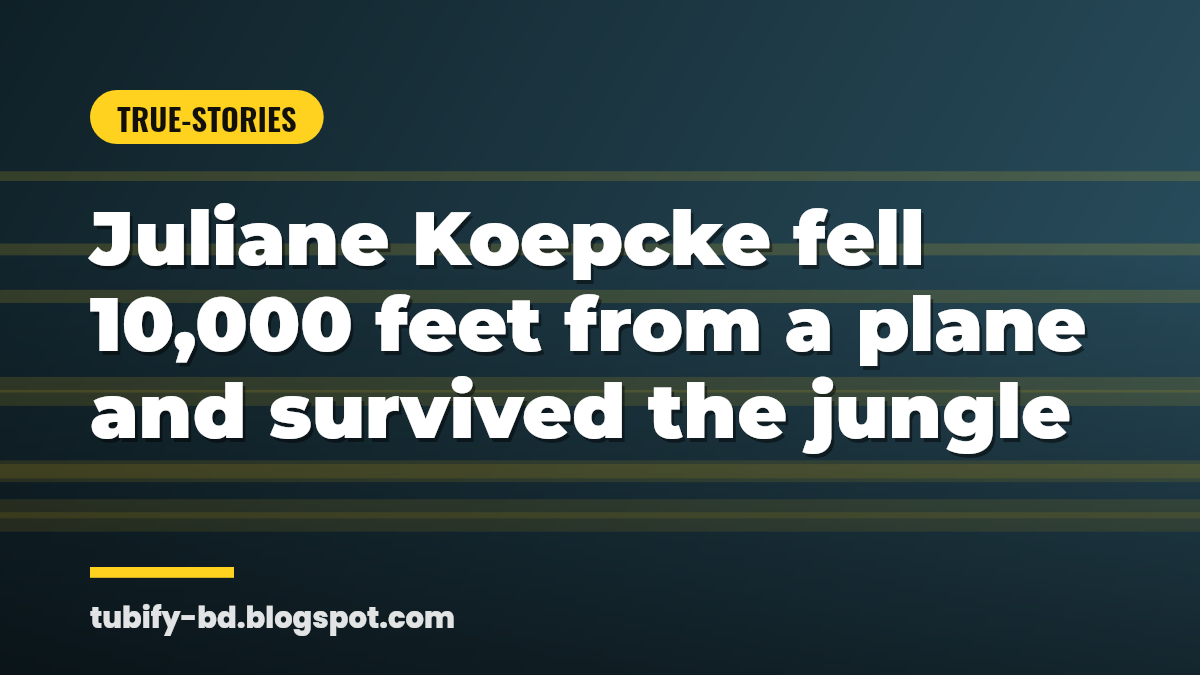 TRUE-STORIES
Juliane Koepcke fell
10,000 feet from a plane
and survived the jungle
tubify-bd.blogspot.com